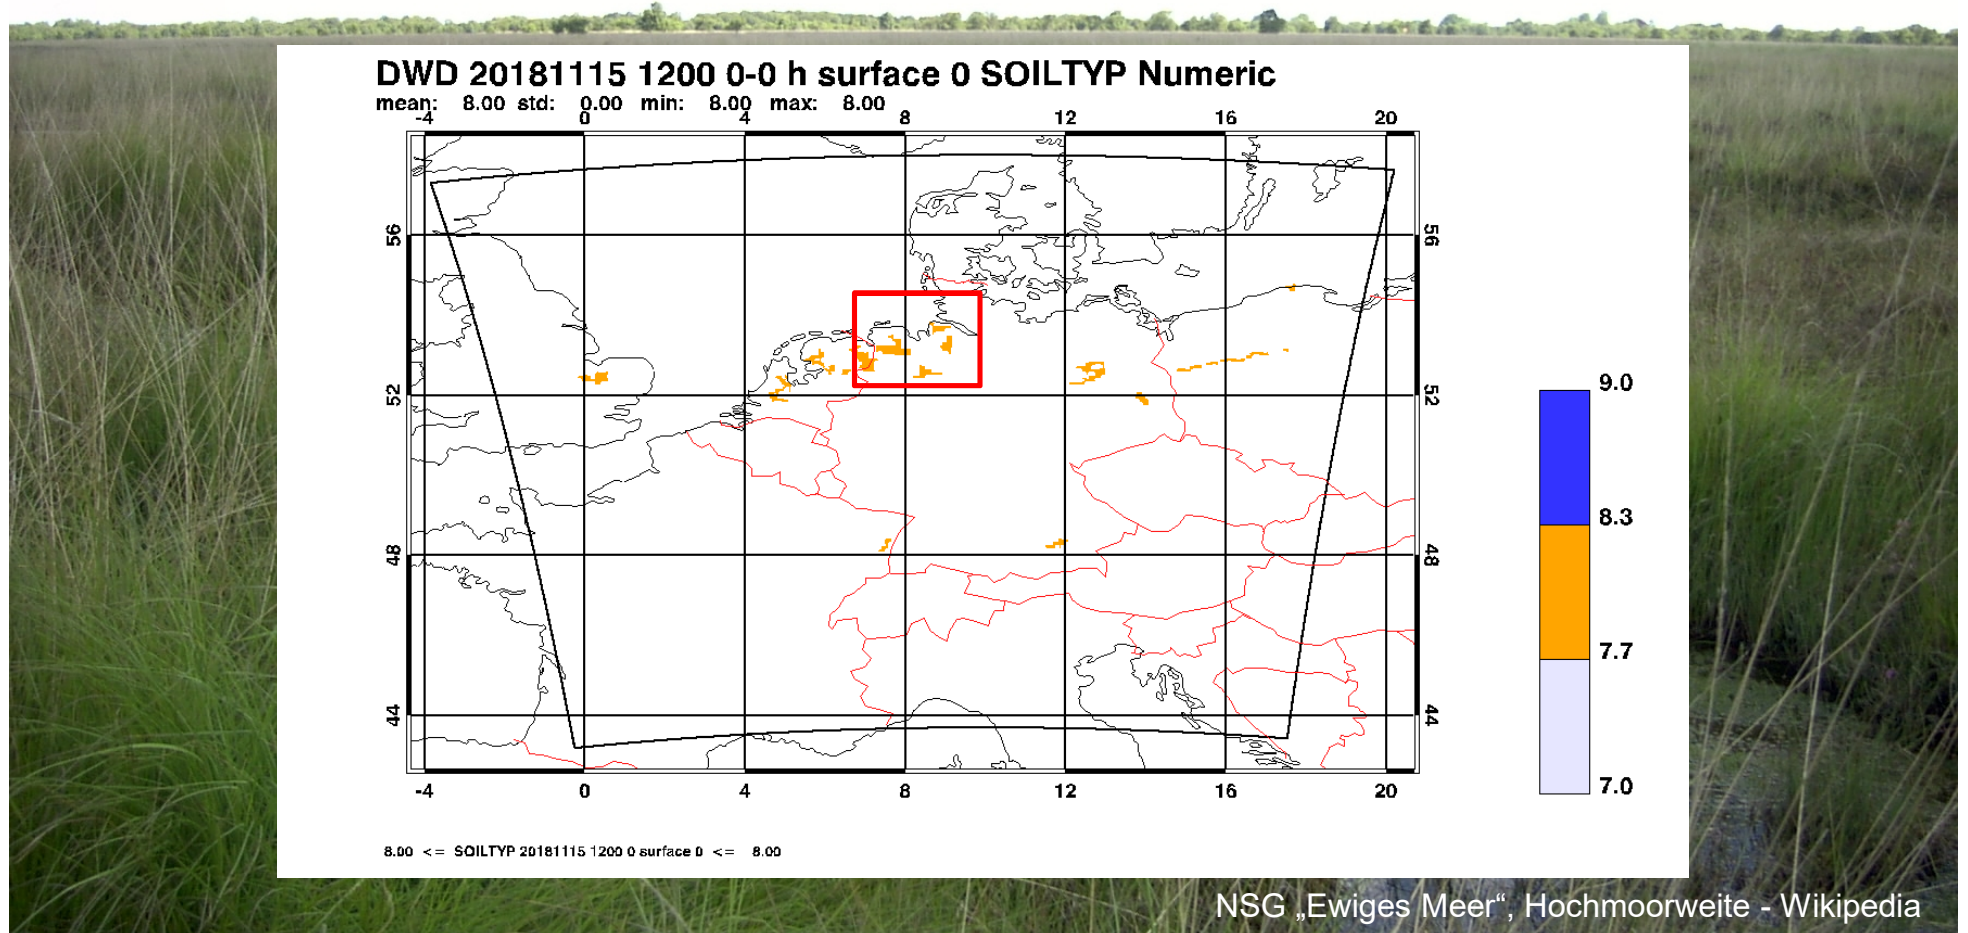 DWD 20181115 1200 0-0 h surface 0 SOILTYP Numeric
mean: 8.00 std: 0.00 min: 8.00 max: 8.00
-4 0 4 8 12 16 20
56 56
52 52
48 48
44 44
-4 0 4 8 12 16 20
9.0
8.3
7.7
7.0
8.00 <= SOILTYP 20181115 1200 0 surface 0 <= 8.00
NSG „Ewiges Meer“, Hochmoorweite - Wikipedia